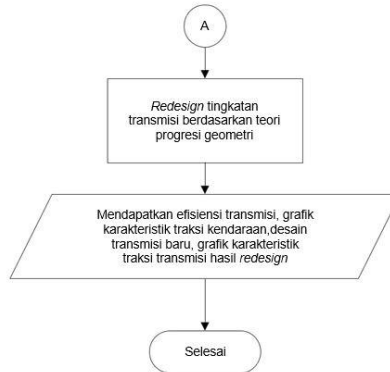 A
Redesign tingkatan
transmisi berdasarkan teori
progresi geometri
Mendapatkan efisiensi transmisi, grafik
karakteristik traksi kendaraan,desain
transmisi baru, grafik karakteristik
traksi transmisi hasil redesign
Selesai